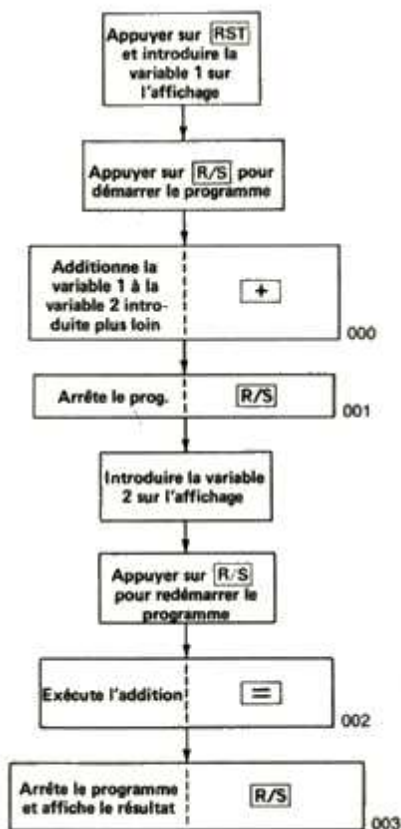 Appuyer sur RST
et introduire la
variable 1 sur
l'affichage
Appuyer sur R/S pour
démarrer le programme
Additionne la
variable 1 à la
variable 2 intro-
duite plus loin
+
000
Arrête le prog.
R/S
001
Introduire la variable
2 sur l'affichage
Appuyer sur R/S
pour redémarrer le
programme
Exécute l'addition
=
002
Arrête le programme
et affiche le résultat
R/S
003